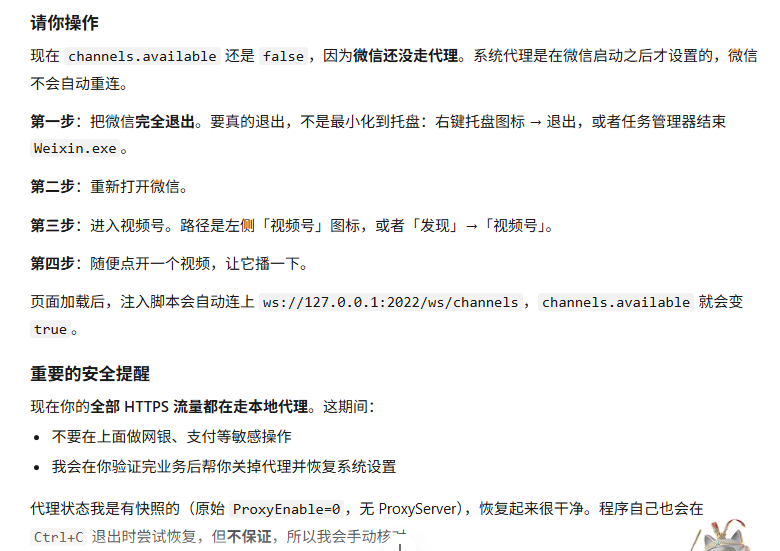 请你操作
现在 channels.available 还是 false，因为微信还没走代理。系统代理是在微信启动之后才设置的，微信
不会自动重连。
第一步：把微信完全退出。要真的退出，不是最小化到托盘：右键托盘图标 → 退出，或者任务管理器结束
Weixin.exe。
第二步：重新打开微信。
第三步：进入视频号。路径是左侧「视频号」图标，或者「发现」→「视频号」。
第四步：随便点开一个视频，让它播一下。
页面加载后，注入脚本会自动连上 ws://127.0.0.1:2022/ws/channels，channels.available 就会变
true。
重要的安全提醒
现在你的全部 HTTPS 流量都在走本地代理。这期间：
• 不要在上面做网银、支付等敏感操作
• 我会在你验证完业务后帮你关掉代理并恢复系统设置
代理状态我是有快照的（原始 ProxyEnable=0，无 ProxyServer），恢复起来很干净。程序自己也会在
Ctrl+C 退出时尝试恢复，但不保证，所以我会手动核